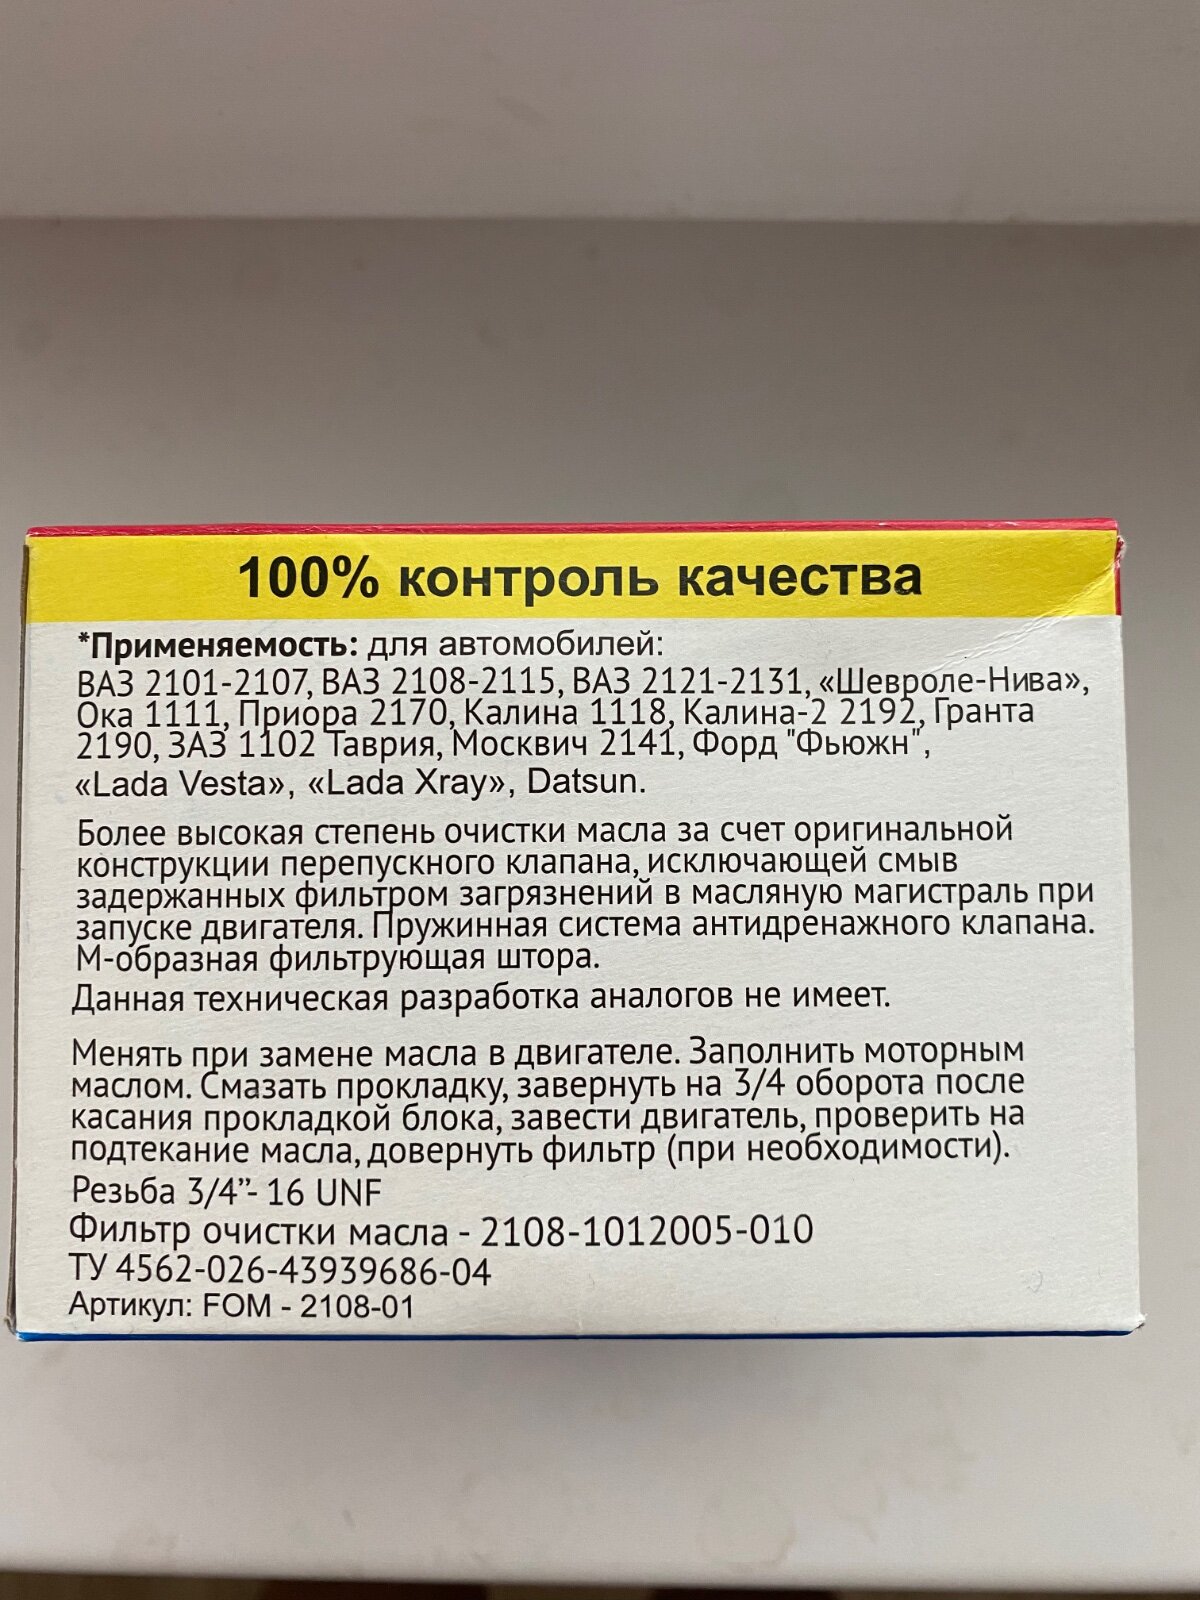 100% контроль качества
*Применяемость: для автомобилей:
ВАЗ 2101-2107, ВАЗ 2108-2115, ВАЗ 2121-2131, «Шевроле-Нива»,
Ока 1111, Приора 2170, Калина 1118, Калина-2 2192, Гранта
2190, ЗАЗ 1102 Таврия, Москвич 2141, Форд "Фьюжн",
«Lada Vesta», «Lada Xray», Datsun.
Более высокая степень очистки масла за счет оригинальной
конструкции перепускного клапана, исключающей смыв
задержанных фильтром загрязнений в масляную магистраль при
запуске двигателя. Пружинная система антидренажного клапана.
М-образная фильтрующая штора.
Данная техническая разработка аналогов не имеет.
Менять при замене масла в двигателе. Заполнить моторным
маслом. Смазать прокладку, завернуть на 3/4 оборота после
касания прокладкой блока, завести двигатель, проверить на
подтекание масла, довернуть фильтр (при необходимости).
Резьба 3/4”- 16 UNF
Фильтр очистки масла - 2108-1012005-010
ТУ 4562-026-43939686-04
Артикул: FOM - 2108-01